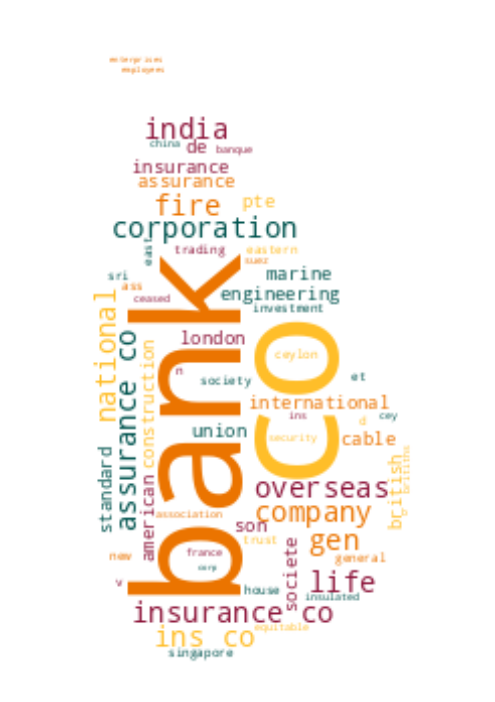 enterprises
employees
india
china
de
banque
insurance
assurance
fire
pte
corporation
east
trading
eastern
suez
sri
ass
marine
ceased
engineering
investment
national
bank
co
assurance co
london
ceylon
construction
n
society
et
international
ins
cey
d
union
security
cable
standard
american
overseas
british
association
company
son
trust
gen
new
france
general
corp
societe
v
house
life
insulated
insurance co
ins co
equitable
singapore